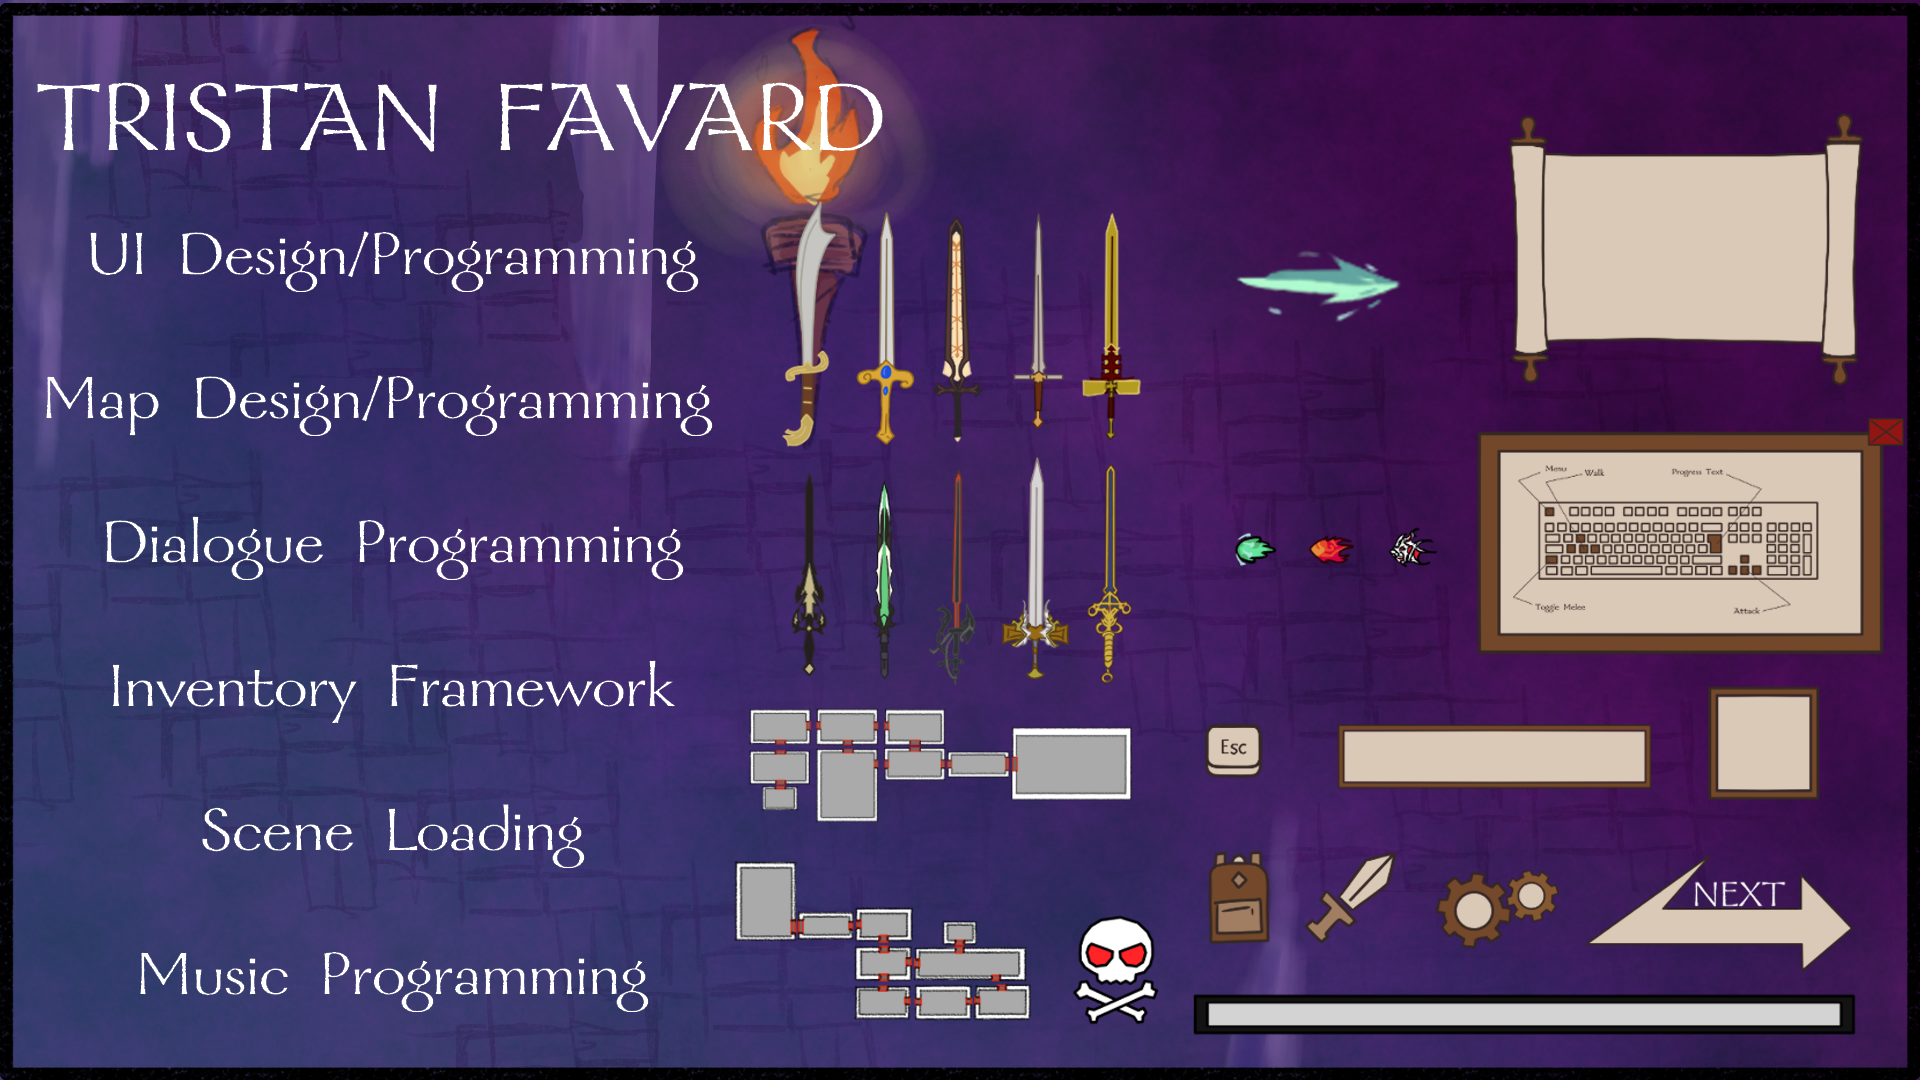 TRISTAN FAVARD
UI Design/Programming
Map Design/Programming
Dialogue Programming
Inventory Framework
Scene Loading
Music Programming
Menu
Walk
Progress Text
Toggle Melee
Attack
Esc
NEXT